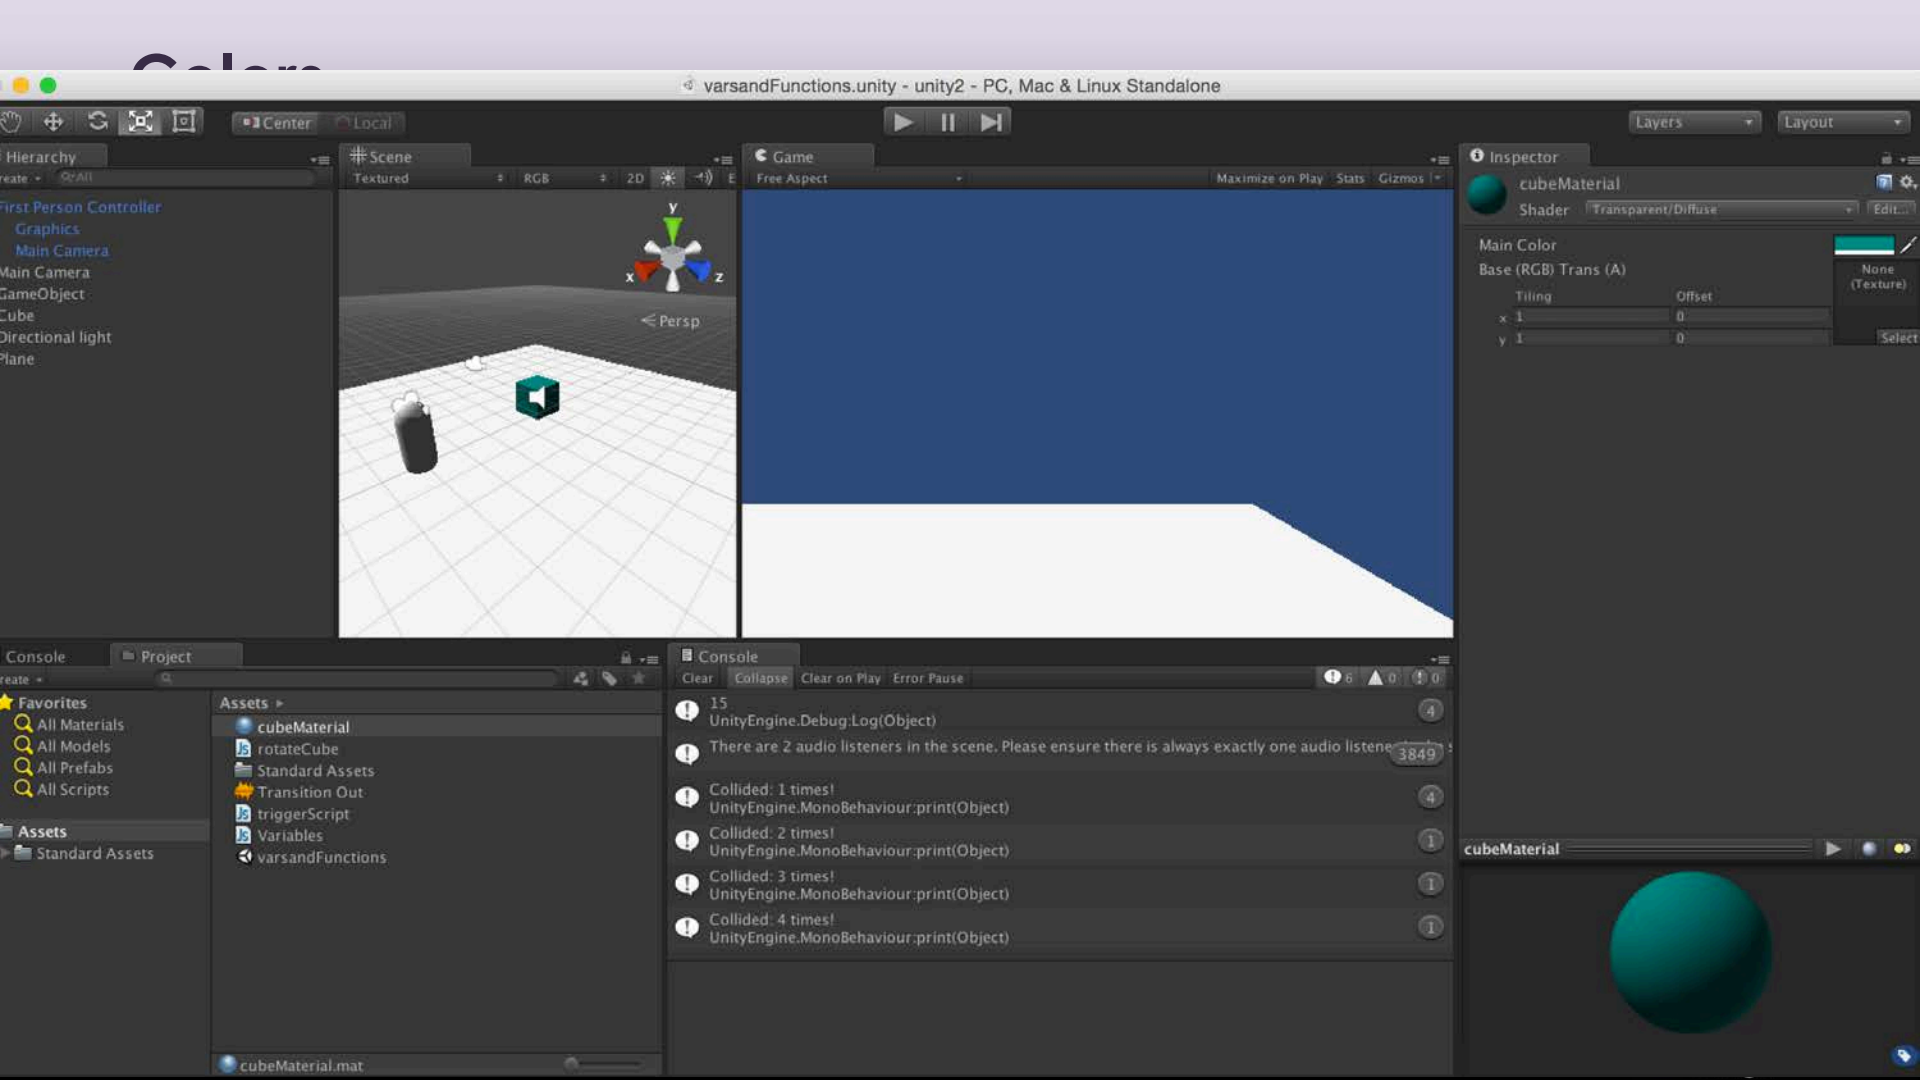 Colors
varsandFunctions.unity - unity2 - PC, Mac & Linux Standalone
Center Local
Layers Layout
Hierarchy
reate All
First Person Controller
Graphics
Main Camera
Main Camera
GameObject
Cube
Directional light
Plane
Scene
Textured RGB 2D E
y
x z
Persp
Game
Free Aspect Maximize on Play Stats Gizmos
Inspector
cubeMaterial
Shader Transparent/Diffuse Edit...
Main Color
Base (RGB) Trans (A)
None
(Texture)
Tiling Offset
x 1 0
y 1 0
Select
Console Project
reate
Favorites
All Materials
All Models
All Prefabs
All Scripts
Assets
Standard Assets
Assets
cubeMaterial
rotateCube
Standard Assets
Transition Out
triggerScript
Variables
varsandFunctions
cubeMaterial.mat
Console
Clear Collapse Clear on Play Error Pause 6 0 0
15
UnityEngine.Debug:Log(Object) 4
There are 2 audio listeners in the scene. Please ensure there is always exactly one audio listene 3849
Collided: 1 times!
UnityEngine.MonoBehaviour:print(Object) 4
Collided: 2 times!
UnityEngine.MonoBehaviour:print(Object) 1
Collided: 3 times!
UnityEngine.MonoBehaviour:print(Object) 1
Collided: 4 times!
UnityEngine.MonoBehaviour:print(Object) 1
cubeMaterial